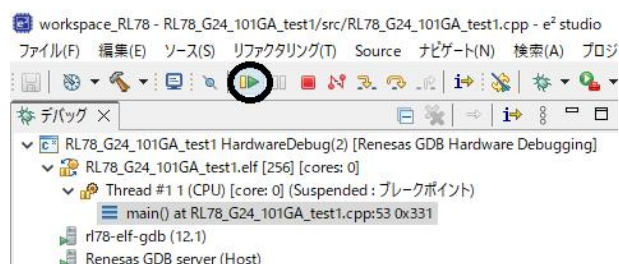 workspace_RL78 - RL78_G24_101GA_test1/src/RL78_G24_101GA_test1.cpp - e² studio
ファイル(F) 編集(E) ソース(S) リファクタリング(T) Source ナビゲート(N) 検索(A) プロジ
デバッグ
RL78_G24_101GA_test1 HardwareDebug(2) [Renesas GDB Hardware Debugging]
RL78_G24_101GA_test1.elf [256] [cores: 0]
Thread #1 1 (CPU) [core: 0] (Suspended : ブレークポイント)
main() at RL78_G24_101GA_test1.cpp:53 0x331
rl78-elf-gdb (12.1)
Renesas GDB server (Host)